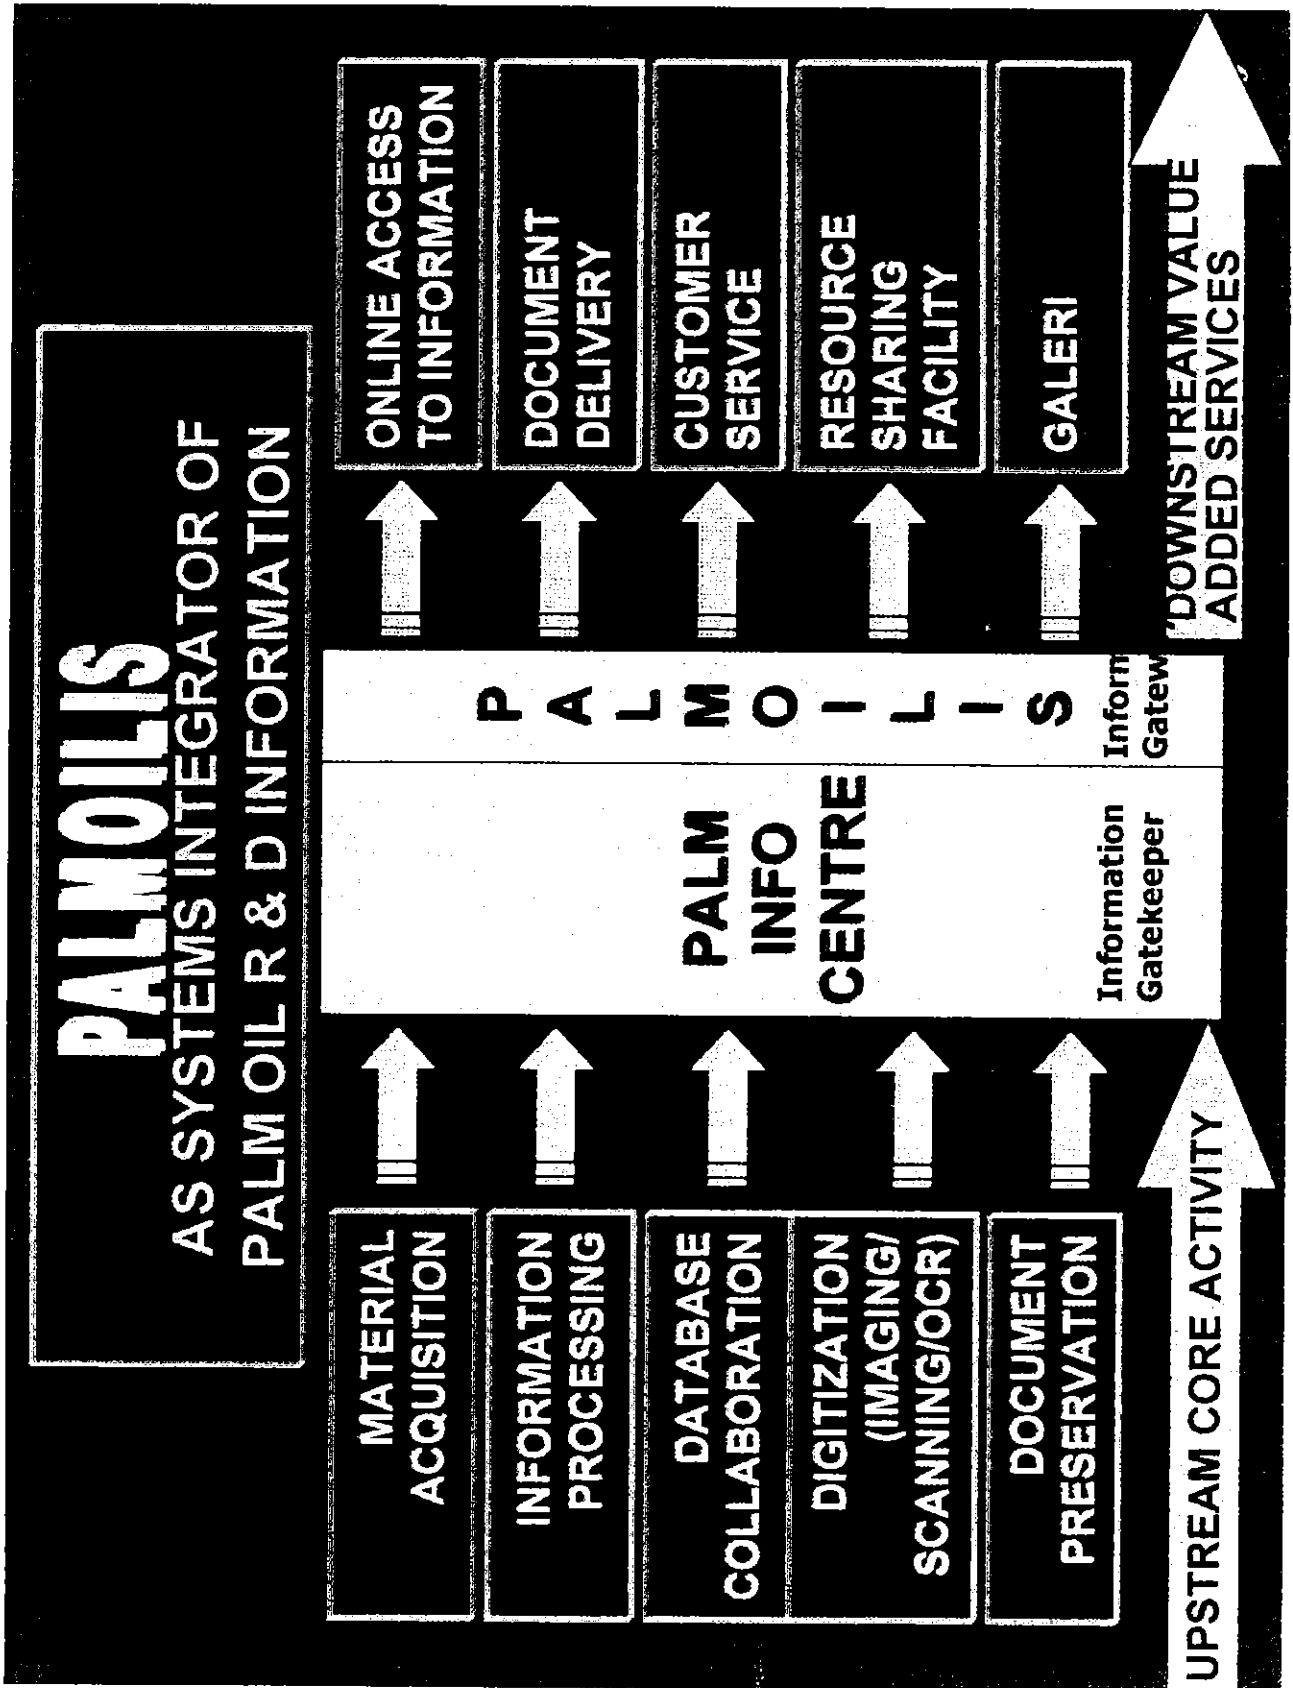 PALMOILIS
AS SYSTEMS INTEGRATOR OF
PALM OIL R & D INFORMATION
MATERIAL
ACQUISITION
INFORMATION
PROCESSING
DATABASE
COLLABORATION
DIGITIZATION
(IMAGING/
SCANNING/OCR)
DOCUMENT
PRESERVATION
UPSTREAM CORE ACTIVITY
PALM
INFO
CENTRE
Information
Gatekeeper
P
A
L
M
O
I
L
I
S
Inform
Gatew
ONLINE ACCESS
TO INFORMATION
DOCUMENT
DELIVERY
CUSTOMER
SERVICE
RESOURCE
SHARING
FACILITY
GALERI
'DOWNSTREAM VALUE
ADDED SERVICES